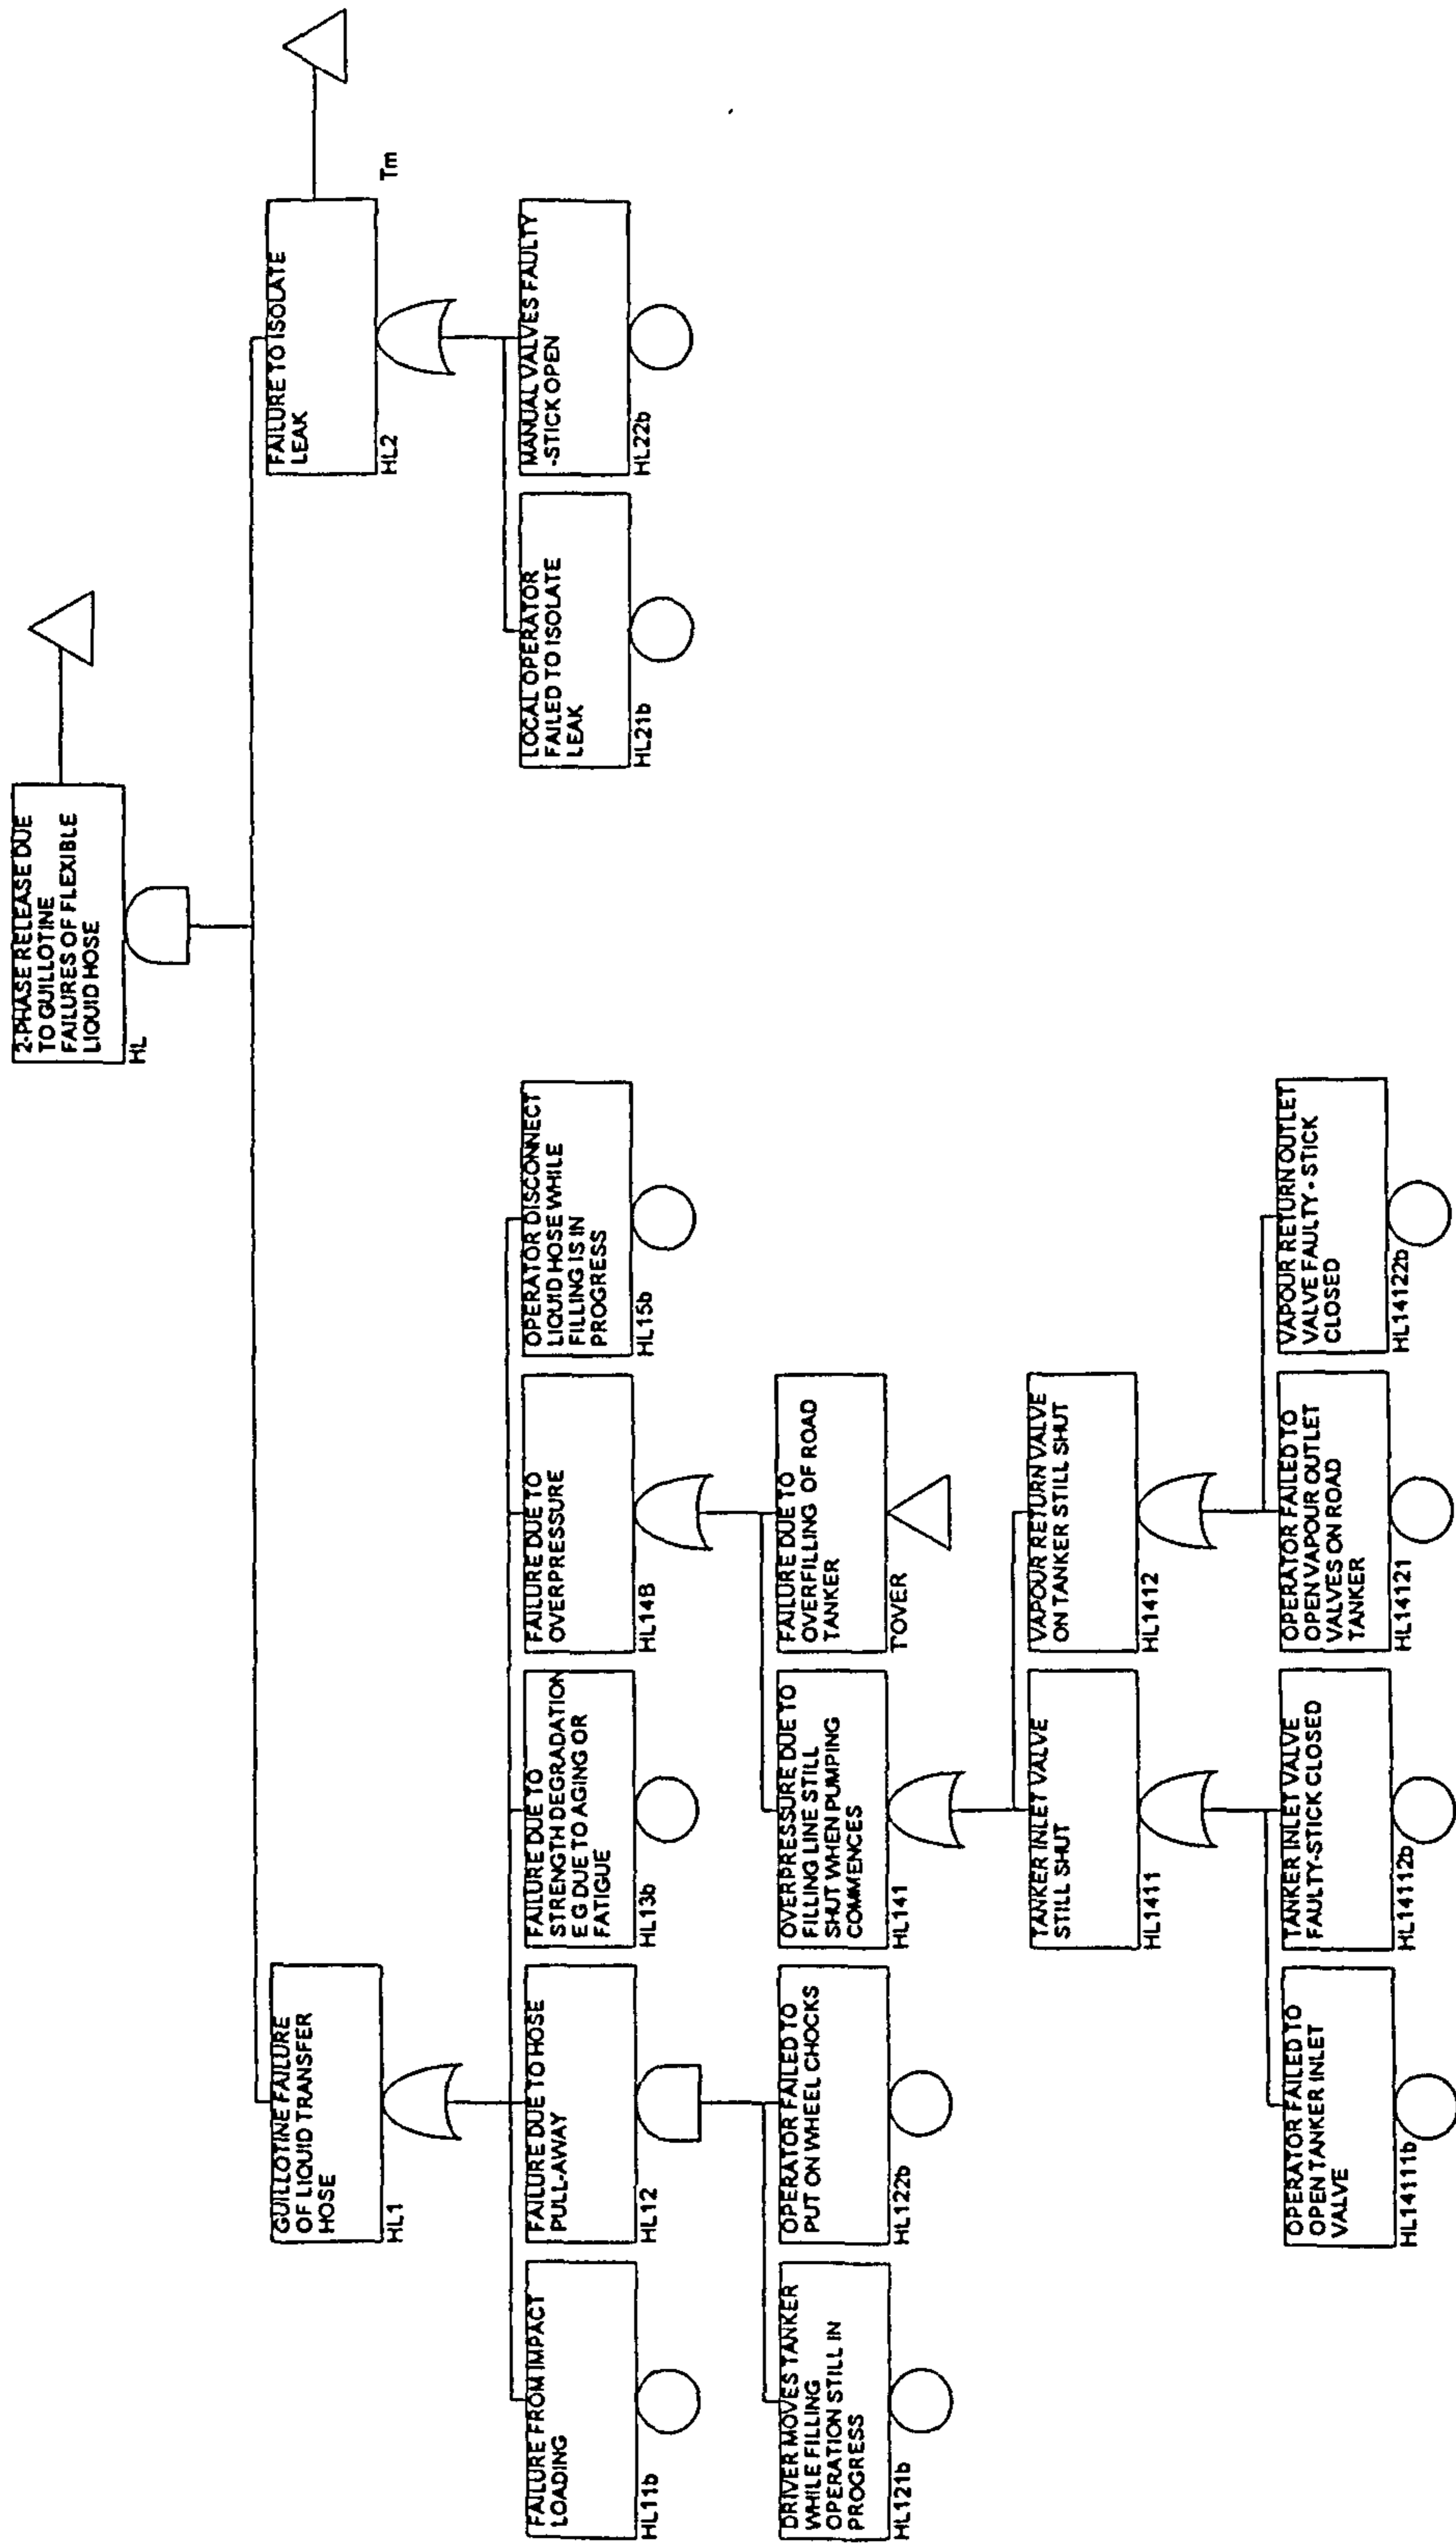 2-PHASE RELEASE DUE
TO GUILLOTINE
FAILURES OF FLEXIBLE
LIQUID HOSE
HL
GUILLOTINE FAILURE
OF LIQUID TRANSFER
HOSE
HL1
FAILURE TO ISOLATE
LEAK
HL2
Tm
FAILURE FROM IMPACT
LOADING
HL11b
FAILURE DUE TO HOSE
PULL-AWAY
HL12
FAILURE DUE TO
STRENGTH DEGRADATION
E G DUE TO AGING OR
FATIGUE
HL13b
FAILURE DUE TO
OVERPRESSURE
HL14B
OPERATOR DISCONNECT
LIQUID HOSE WHILE
FILLING IS IN
PROGRESS
HL15b
LOCAL OPERATOR
FAILED TO ISOLATE
LEAK
HL21b
MANUAL VALVES FAULTY
-STICK OPEN
HL22b
DRIVER MOVES TANKER
WHILE FILLING
OPERATION STILL IN
PROGRESS
HL121b
OPERATOR FAILED TO
PUT ON WHEEL CHOCKS
HL122b
OVERPRESSURE DUE TO
FILLING LINE STILL
SHUT WHEN PUMPING
COMMENCES
HL141
FAILURE DUE TO
OVERFILLING OF ROAD
TANKER
TOVER
TANKER INLET VALVE
STILL SHUT
HL1411
VAPOUR RETURN VALVE
ON TANKER STILL SHUT
HL1412
OPERATOR FAILED TO
OPEN TANKER INLET
VALVE
HL14111b
TANKER INLET VALVE
FAULTY-STICK CLOSED
HL14112b
OPERATOR FAILED TO
OPEN VAPOUR OUTLET
VALVES ON ROAD
TANKER
HL14121
VAPOUR RETURN OUTLET
VALVE FAULTY - STICK
CLOSED
HL14122b